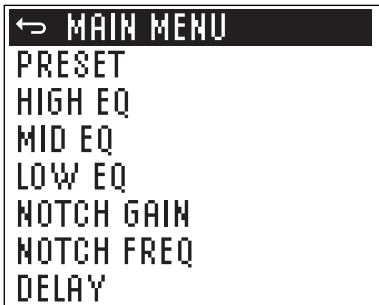 MAIN MENU
PRESET
HIGH EQ
MID EQ
LOW EQ
NOTCH GAIN
NOTCH FREQ
DELAY